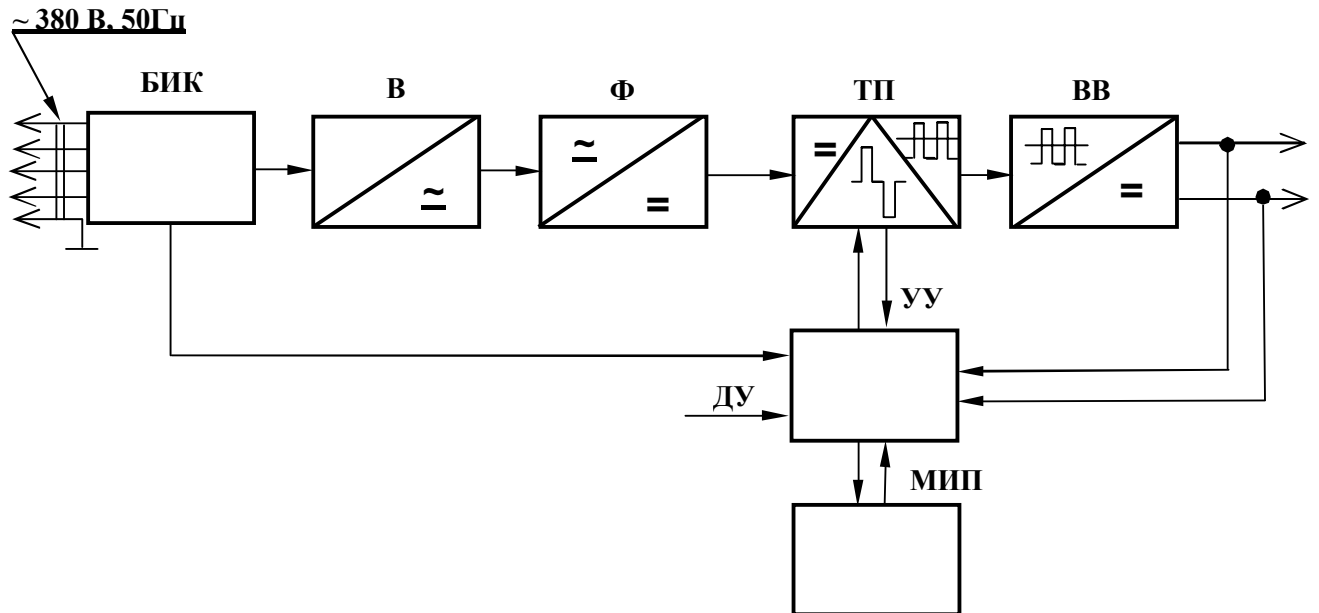 ~ 380 В, 50Гц
БИК
В
Ф
ТП
ВВ
≃
≃
=
=
=
УУ
ДУ
МИП